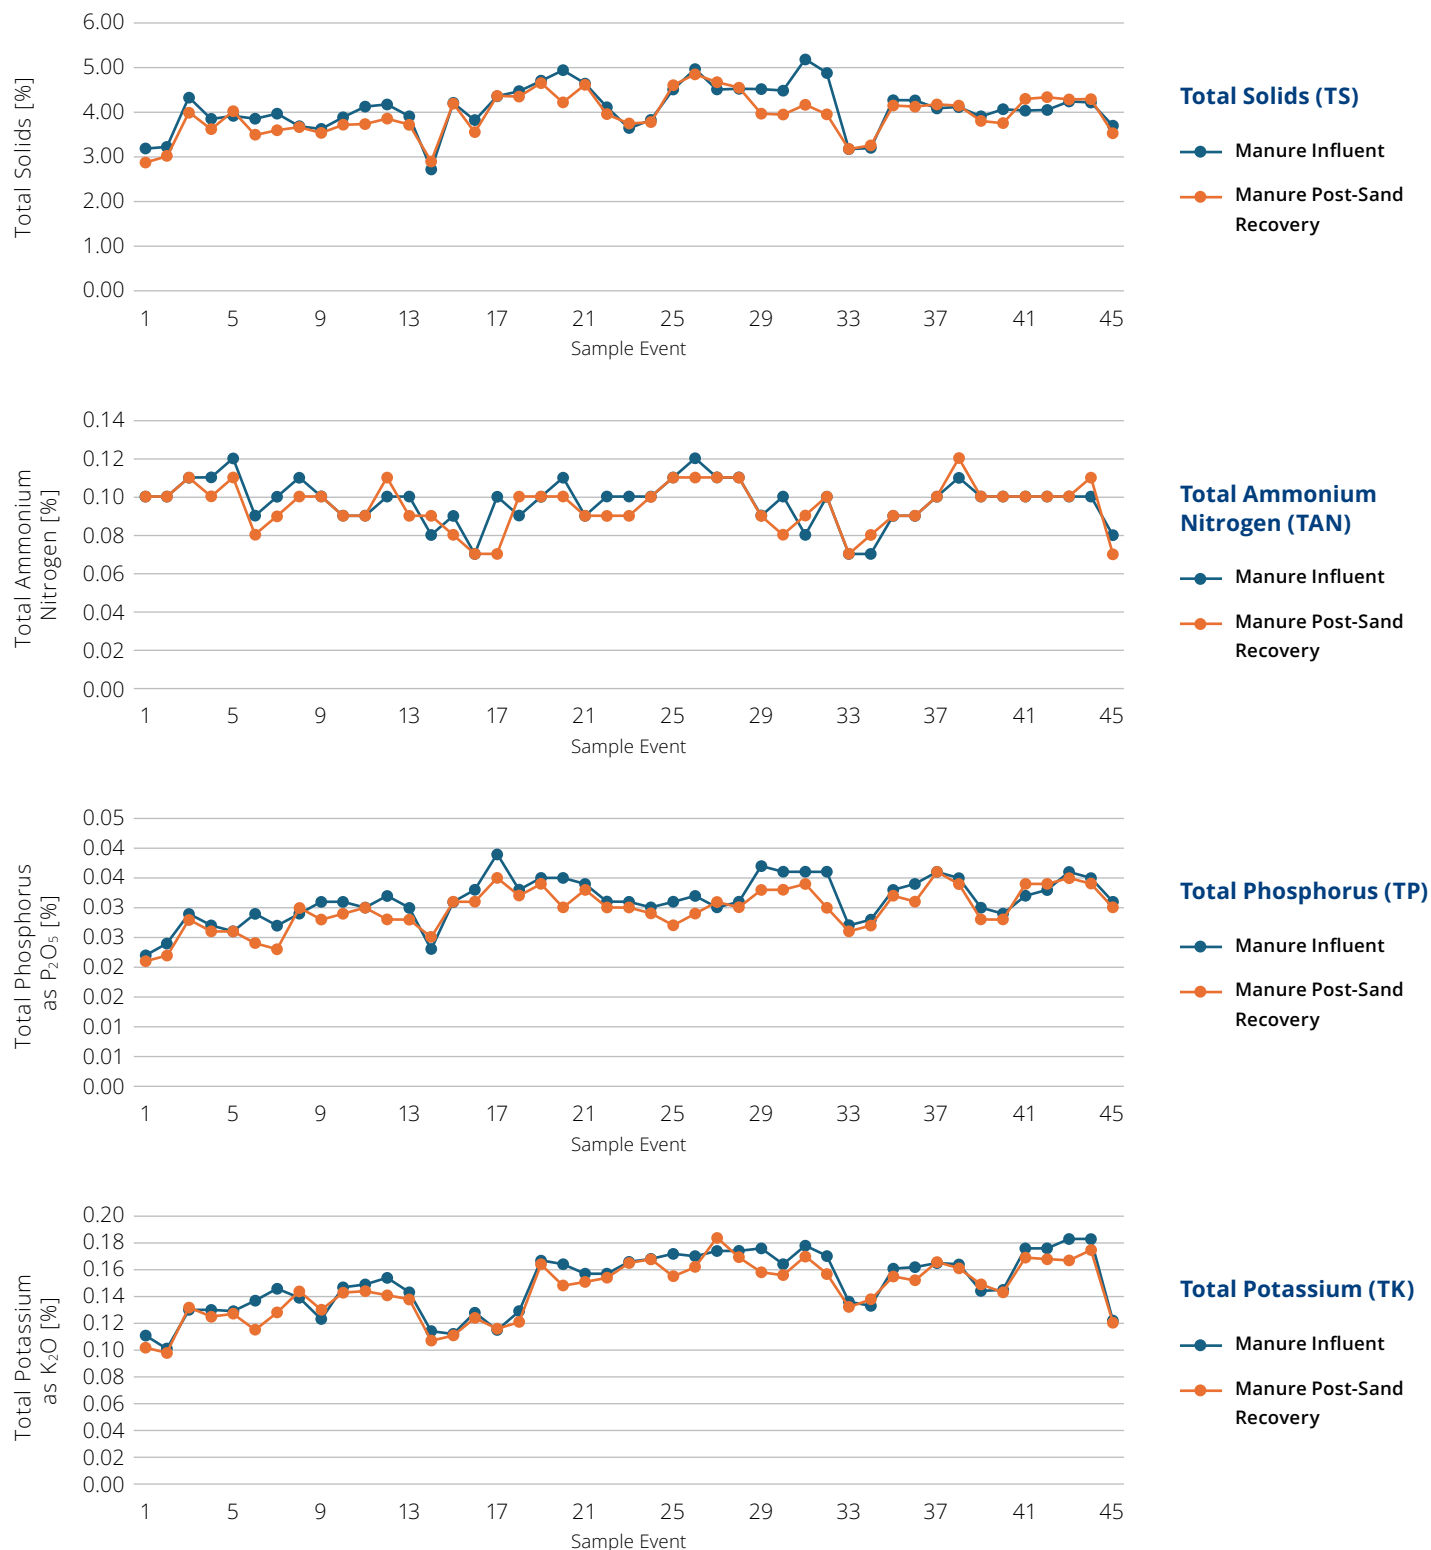 6.00
5.00
4.00
3.00
2.00
1.00
0.00
Total Solids [%]
1 5 9 13 17 21 25 29 33 37 41 45
Sample Event
Total Solids (TS)
Manure Influent
Manure Post-Sand
Recovery
0.14
0.12
0.10
0.08
0.06
0.04
0.02
0.00
Total Ammonium
Nitrogen [%]
1 5 9 13 17 21 25 29 33 37 41 45
Sample Event
Total Ammonium
Nitrogen (TAN)
Manure Influent
Manure Post-Sand
Recovery
0.05
0.04
0.04
0.03
0.03
0.02
0.02
0.01
0.01
0.00
Total Phosphorus
as P₂O₅ [%]
1 5 9 13 17 21 25 29 33 37 41 45
Sample Event
Total Phosphorus (TP)
Manure Influent
Manure Post-Sand
Recovery
0.20
0.18
0.16
0.14
0.12
0.10
0.08
0.06
0.04
0.02
0.00
Total Potassium
as K₂O [%]
1 5 9 13 17 21 25 29 33 37 41 45
Sample Event
Total Potassium (TK)
Manure Influent
Manure Post-Sand
Recovery